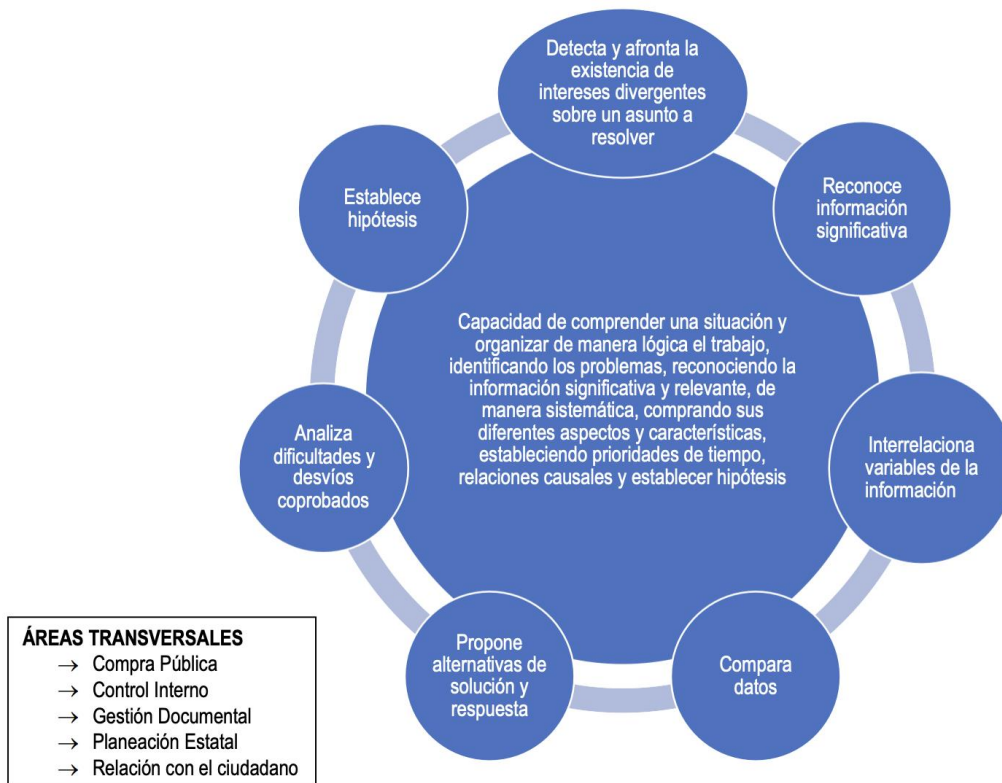 Detecta y afronta la
existencia de
intereses divergentes
sobre un asunto a
resolver
Reconoce
información
significativa
Interrelaciona
variables de la
información
Compara
datos
Propone
alternativas de
solución y
respuesta
Analiza
dificultades y
desvíos
coprobados
Establece
hipótesis
Capacidad de comprender una situación y
organizar de manera lógica el trabajo,
identificando los problemas, reconociendo la
información significativa y relevante, de
manera sistemática, comprando sus
diferentes aspectos y características,
estableciendo prioridades de tiempo,
relaciones causales y establecer hipótesis
ÁREAS TRANSVERSALES
→ Compra Pública
→ Control Interno
→ Gestión Documental
→ Planeación Estatal
→ Relación con el ciudadano